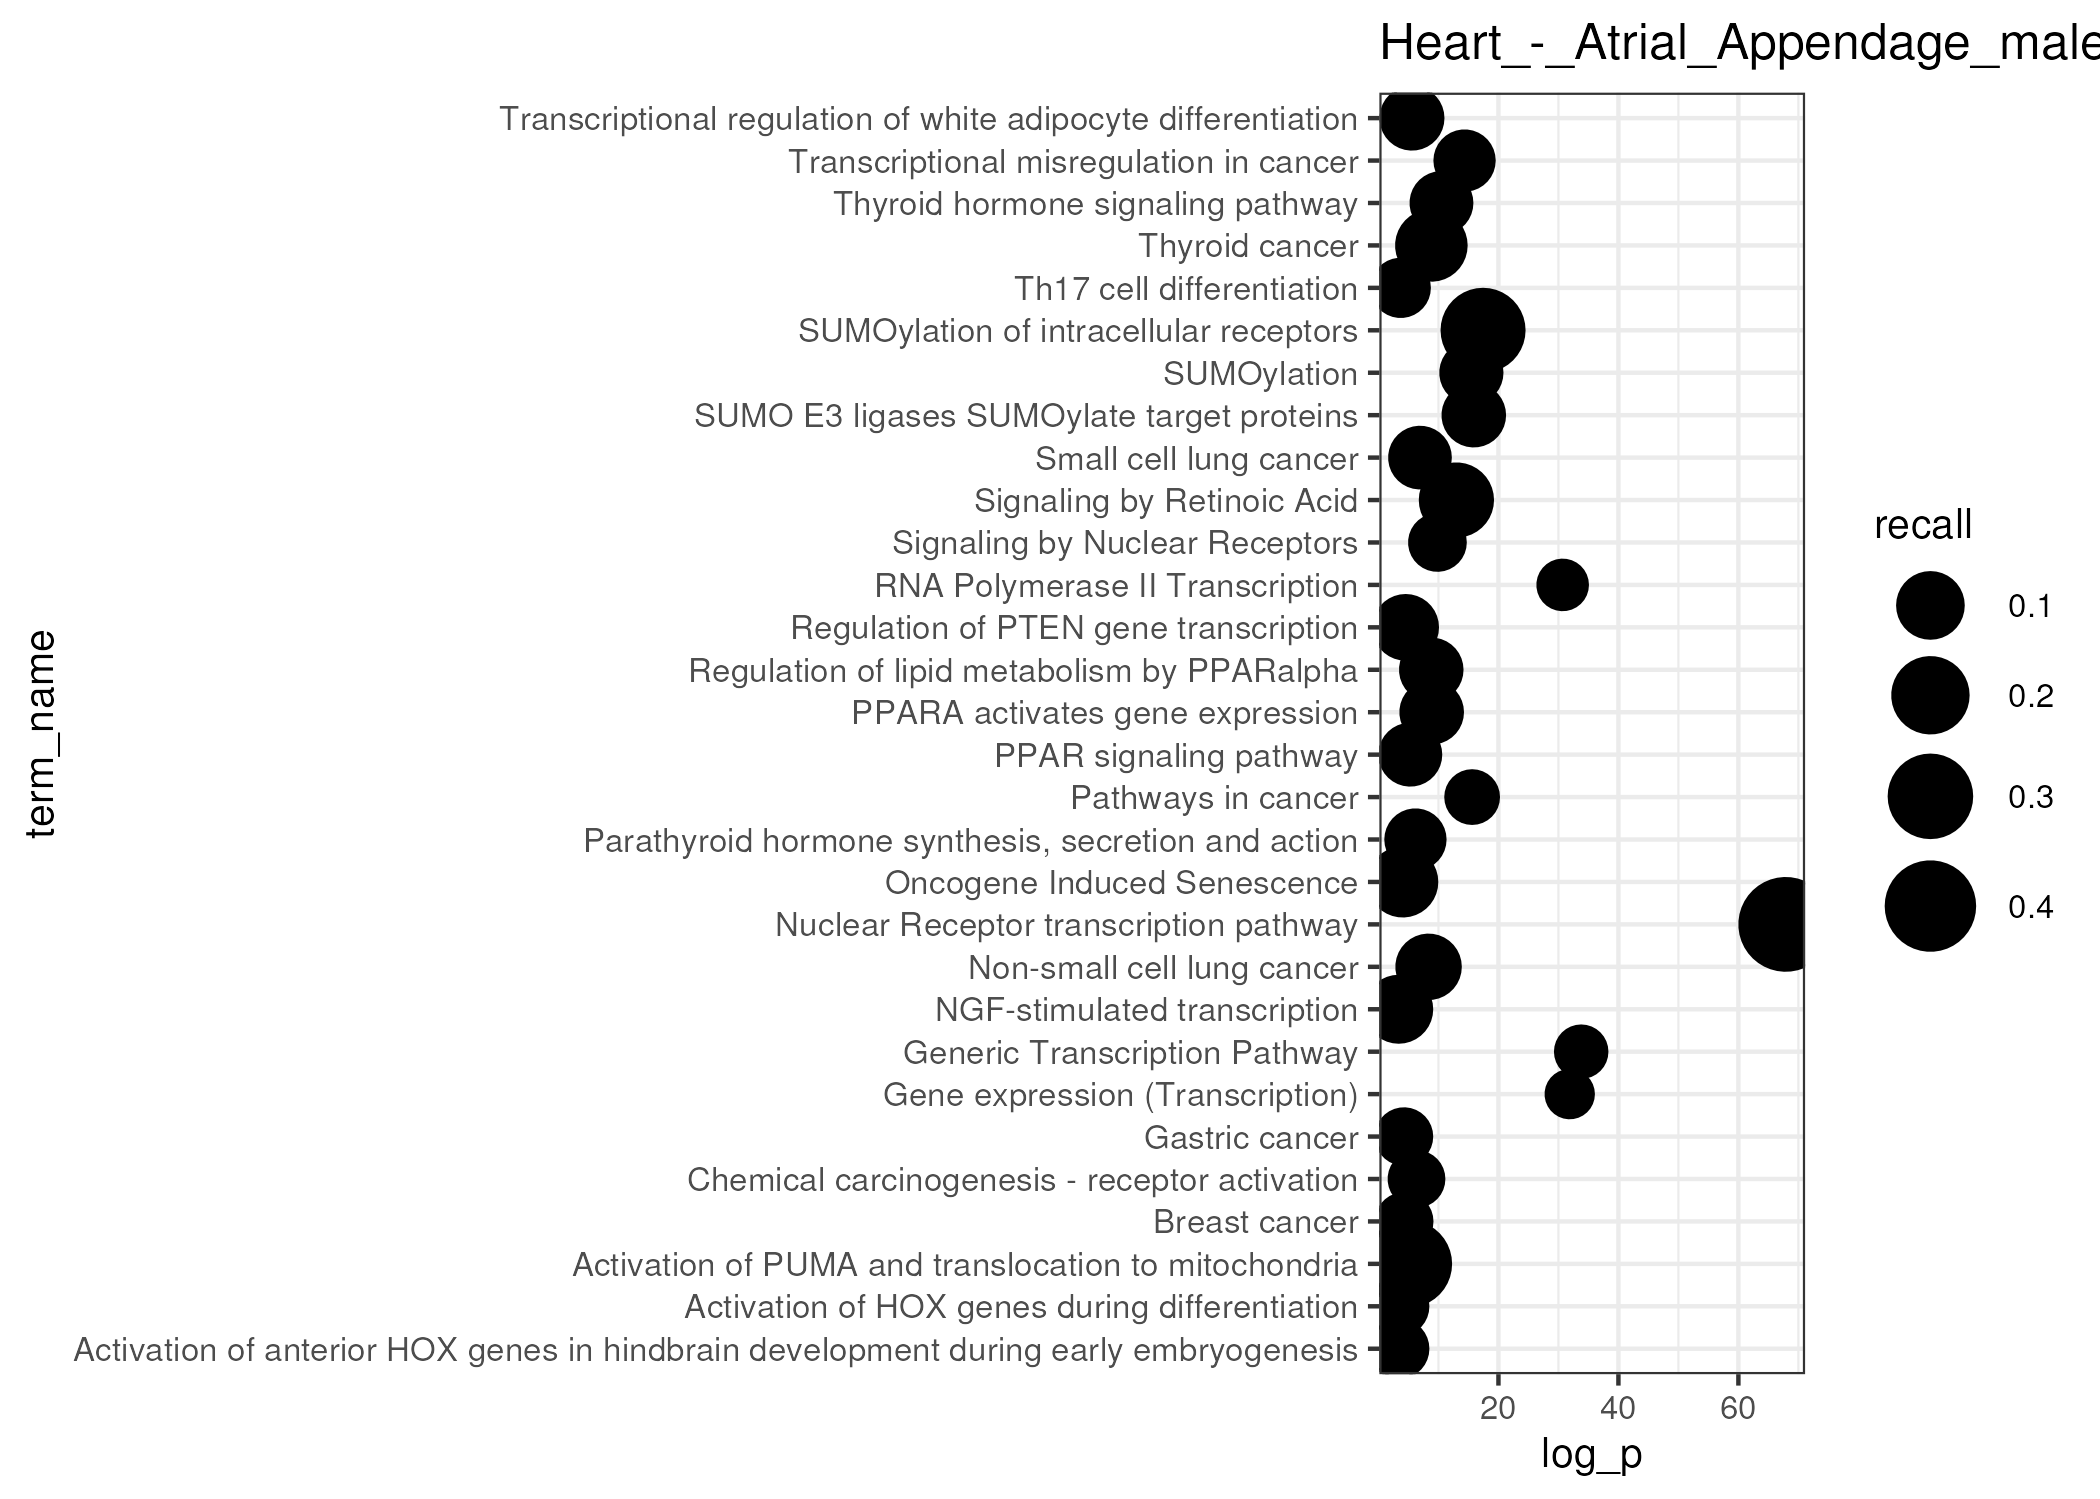 Heart_-_Atrial_Appendage_male
Transcriptional regulation of white adipocyte differentiation
Transcriptional misregulation in cancer
Thyroid hormone signaling pathway
Thyroid cancer
Th17 cell differentiation
SUMOylation of intracellular receptors
SUMOylation
SUMO E3 ligases SUMOylate target proteins
Small cell lung cancer
Signaling by Retinoic Acid
Signaling by Nuclear Receptors
RNA Polymerase II Transcription
Regulation of PTEN gene transcription
Regulation of lipid metabolism by PPARalpha
PPARA activates gene expression
PPAR signaling pathway
Pathways in cancer
Parathyroid hormone synthesis, secretion and action
Oncogene Induced Senescence
Nuclear Receptor transcription pathway
Non-small cell lung cancer
NGF-stimulated transcription
Generic Transcription Pathway
Gene expression (Transcription)
Gastric cancer
Chemical carcinogenesis - receptor activation
Breast cancer
Activation of PUMA and translocation to mitochondria
Activation of HOX genes during differentiation
Activation of anterior HOX genes in hindbrain development during early embryogenesis
term_name
20 40 60
log_p
recall
0.1
0.2
0.3
0.4